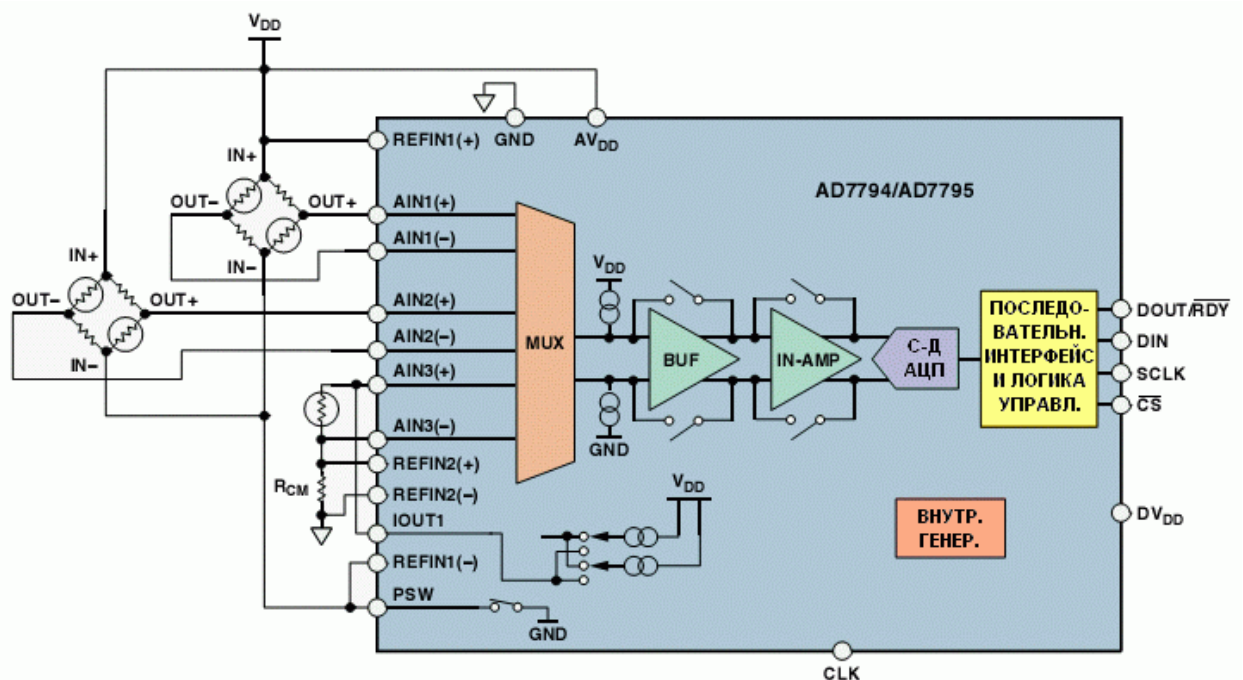 VDD
REFIN1(+)
GND
AVDD
AD7794/AD7795
IN+
OUT−
OUT+
IN−
AIN1(+)
AIN1(−)
IN+
OUT−
OUT+
IN−
AIN2(+)
AIN2(−)
AIN3(+)
AIN3(−)
REFIN2(+)
RCM
REFIN2(−)
IOUT1
REFIN1(−)
PSW
GND
MUX
VDD
GND
BUF
IN-AMP
С-Д
АЦП
ПОСЛЕДО-
ВАТЕЛЬН.
ИНТЕРФЕЙС
И ЛОГИКА
УПРАВЛ.
DOUT/RDY
DIN
SCLK
CS
VDD
ВНУТР.
ГЕНЕР.
DVDD
CLK